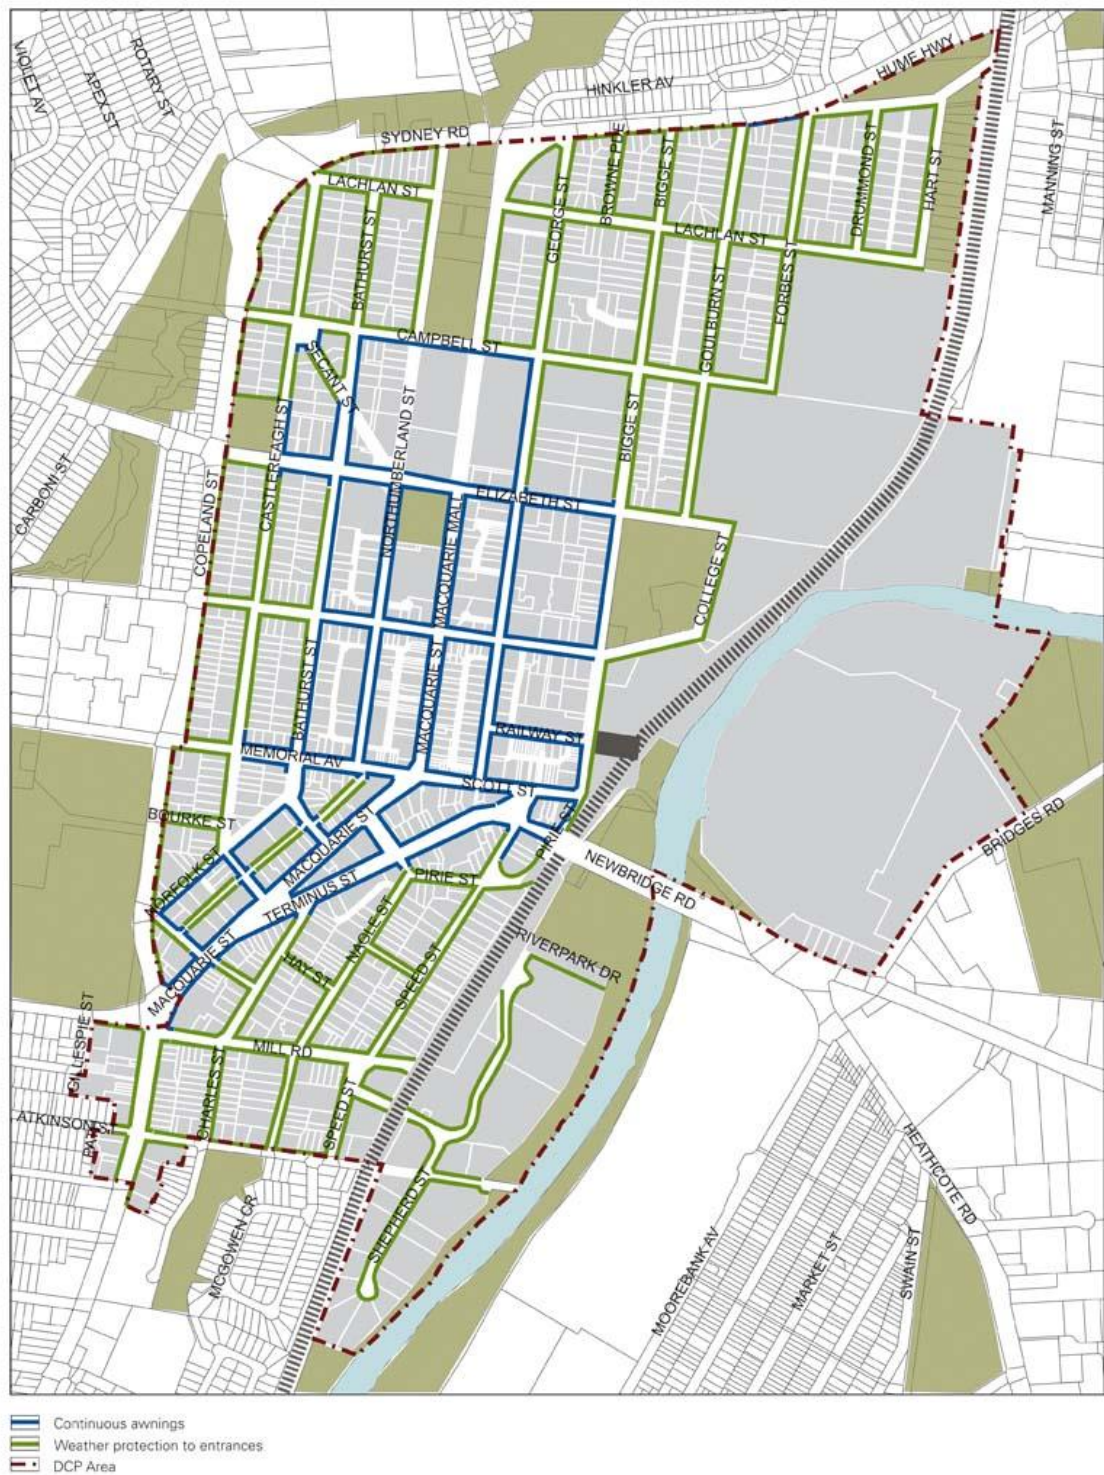 VIOLET AV
APEX ST
ROTARY ST
HINKLER AV
HUME HWY
SYDNEY RD
MANNING ST
LACHLAN ST
BATHURST ST
GEORGE ST
BROWNE PDE
BIGGE ST
LACHLAN ST
DRUMMOND ST
HART ST
GOULBURN ST
FORBES ST
CAMPBELL ST
SECANT ST
NORTHUMBERLAND ST
BIGGE ST
CASTLEREAGH ST
COPELAND ST
CARBONI ST
ELIZABETH ST
MACQUARIE MALL
COLLEGE ST
BATHURST ST
MACQUARIE ST
RAILWAY ST
MEMORIAL AV
SCOTT ST
BOURKE ST
MACQUARIE ST
PIRIE ST
NEWBRIDGE RD
BRIDGES RD
NORFOLK ST
TERMINUS ST
PIRIE ST
NAGLE ST
RIVERPARK DR
MACQUARIE ST
HAY ST
SPEED ST
GILLESPIE ST
MILL RD
CHARLES ST
SPEED ST
ATKINSON ST
SHEPHERD ST
MCGOWEN CR
HEATHCOTE RD
MOOREBANK AV
MARKET ST
SWAIN ST
Continuous awnings
Weather protection to entrances
DCP Area